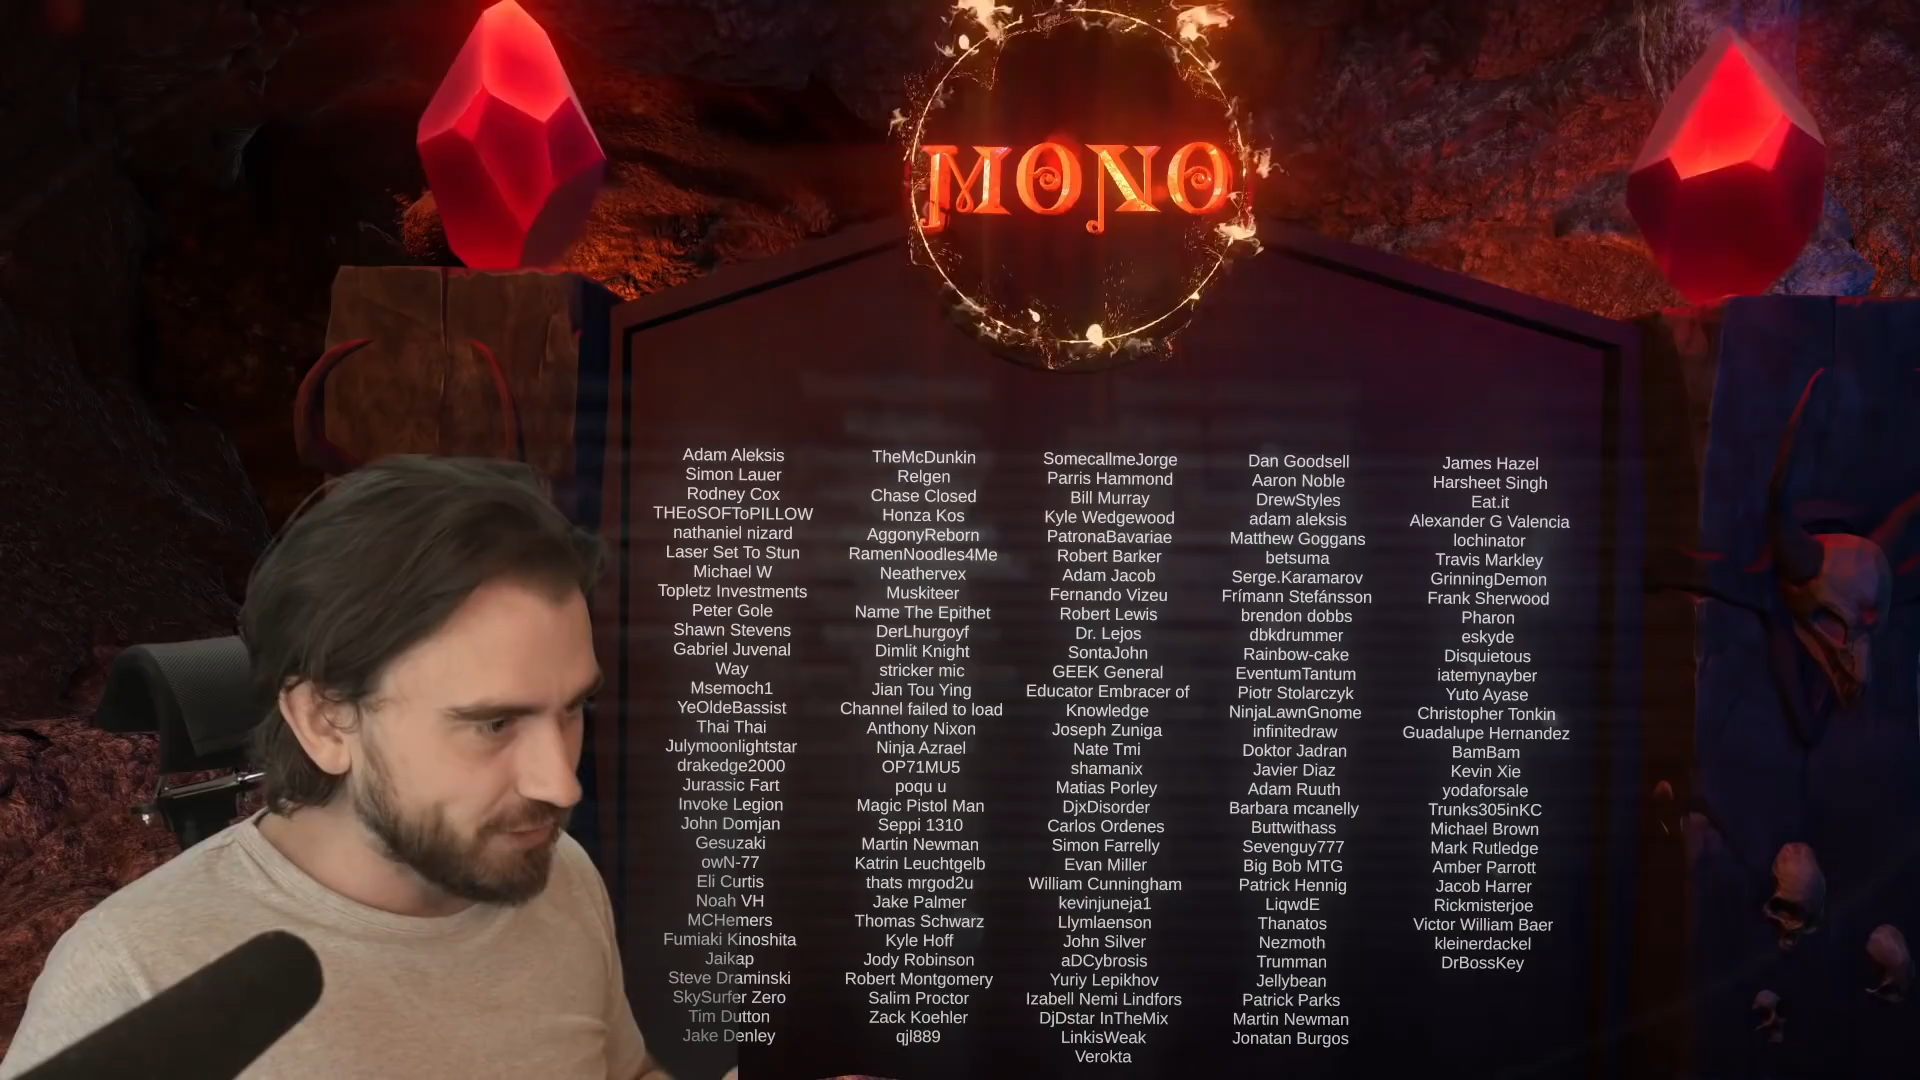 MONO
Adam Aleksis
Simon Lauer
Rodney Cox
THEoSOFToPILLOW
nathaniel nizard
Laser Set To Stun
Michael W
Topletz Investments
Peter Gole
Shawn Stevens
Gabriel Juvenal
Way
Msemoch1
YeOldeBassist
Thai Thai
Julymoonlightstar
drakedge2000
Jurassic Fart
Invoke Legion
John Domjan
Gesuzaki
owN-77
Eli Curtis
Noah VH
MCHemers
Fumiaki Kinoshita
Jaikap
Steve Draminski
SkySurfer Zero
Tim Dutton
Jake Denley
TheMcDunkin
Relgen
Chase Closed
Honza Kos
AggonyReborn
RamenNoodles4Me
Neathervex
Muskiteer
Name The Epithet
DerLhurgoyf
Dimlit Knight
stricker mic
Jian Tou Ying
Channel failed to load
Anthony Nixon
Ninja Azrael
OP71MU5
poqu u
Magic Pistol Man
Seppi 1310
Martin Newman
Katrin Leuchtgelb
thats mrgod2u
Jake Palmer
Thomas Schwarz
Kyle Hoff
Jody Robinson
Robert Montgomery
Salim Proctor
Zack Koehler
qjl889
SomecallmeJorge
Parris Hammond
Bill Murray
Kyle Wedgewood
PatronaBavariae
Robert Barker
Adam Jacob
Fernando Vizeu
Robert Lewis
Dr. Lejos
SontaJohn
GEEK General
Educator Embracer of
Knowledge
Joseph Zuniga
Nate Tmi
shamanix
Matias Porley
DjxDisorder
Carlos Ordenes
Simon Farrelly
Evan Miller
William Cunningham
kevinjuneja1
Llymlaenson
John Silver
aDCybrosis
Yuriy Lepikhov
Izabell Nemi Lindfors
DjDstar InTheMix
LinkisWeak
Verokta
Dan Goodsell
Aaron Noble
DrewStyles
adam aleksis
Matthew Goggans
betsuma
Serge.Karamarov
Frímann Stefánsson
brendon dobbs
dbkdrummer
Rainbow-cake
EventumTantum
Piotr Stolarczyk
NinjaLawnGnome
infinitedraw
Doktor Jadran
Javier Diaz
Adam Ruuth
Barbara mcanelly
Buttwithass
Sevenguy777
Big Bob MTG
Patrick Hennig
LiqwdE
Thanatos
Nezmoth
Trumman
Jellybean
Patrick Parks
Martin Newman
Jonatan Burgos
James Hazel
Harsheet Singh
Eat.it
Alexander G Valencia
lochinator
Travis Markley
GrinningDemon
Frank Sherwood
Pharon
eskyde
Disquietous
iatemynayber
Yuto Ayase
Christopher Tonkin
Guadalupe Hernandez
BamBam
Kevin Xie
yodaforsale
Trunks305inKC
Michael Brown
Mark Rutledge
Amber Parrott
Jacob Harrer
Rickmisterjoe
Victor William Baer
kleinerdackel
DrBossKey